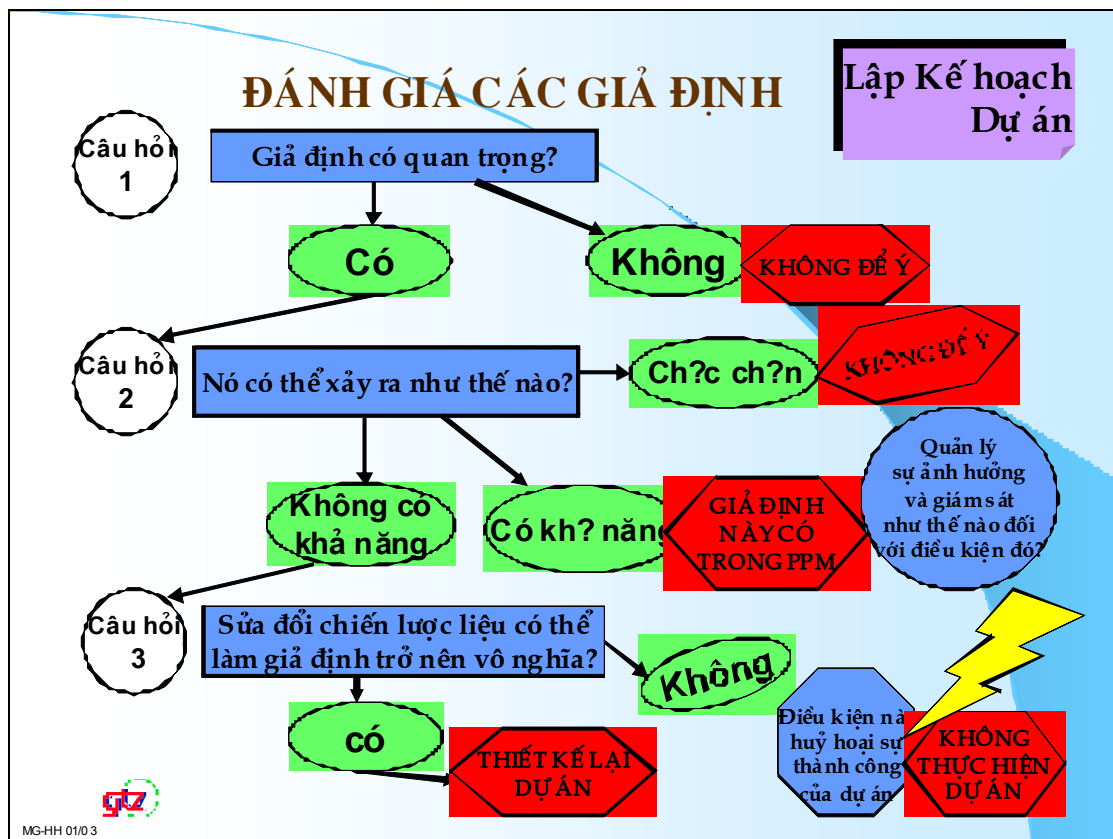 ĐÁNH GIÁ CÁC GIẢ ĐỊNH
Lập Kế hoạch
Dự án
Câu hỏi
1
Giả định có quan trọng?
Có
Không
KHÔNG ĐỂ Ý
Câu hỏi
2
Nó có thể xảy ra như thế nào?
Ch?c ch?n
KHÔNG ĐỂ Ý
Quản lý
sự ảnh hưởng
và giám sát
như thế nào đối
với điều kiện đó?
Không có
khả năng
Có kh? năng
GIẢ ĐỊNH
NÀY CÓ
TRONG PPM
Câu hỏi
3
Sửa đổi chiến lược liệu có thể
làm giả định trở nên vô nghĩa?
Không
có
THIẾT KẾ LẠI
DỰ ÁN
Điều kiện nà
huỷ hoại sự
thành công
của dự án
KHÔNG
THỰC HIỆN
DỰ ÁN
gtz
MG-HH 01/03